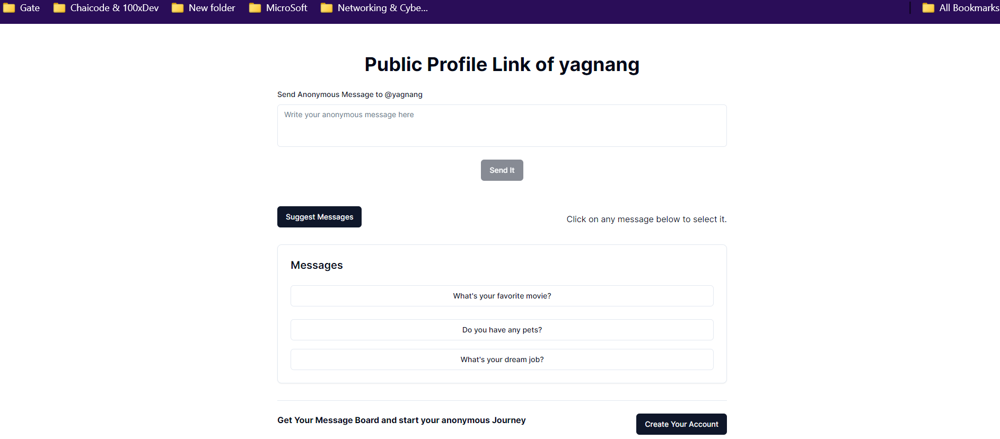 Gate Chaicode & 100xDev New folder MicroSoft Networking & Cybe... All Bookmarks
Public Profile Link of yagnang
Send Anonymous Message to @yagnang
Write your anonymous message here
Send It
Suggest Messages
Click on any message below to select it.
Messages
What's your favorite movie?
Do you have any pets?
What's your dream job?
Get Your Message Board and start your anonymous Journey
Create Your Account